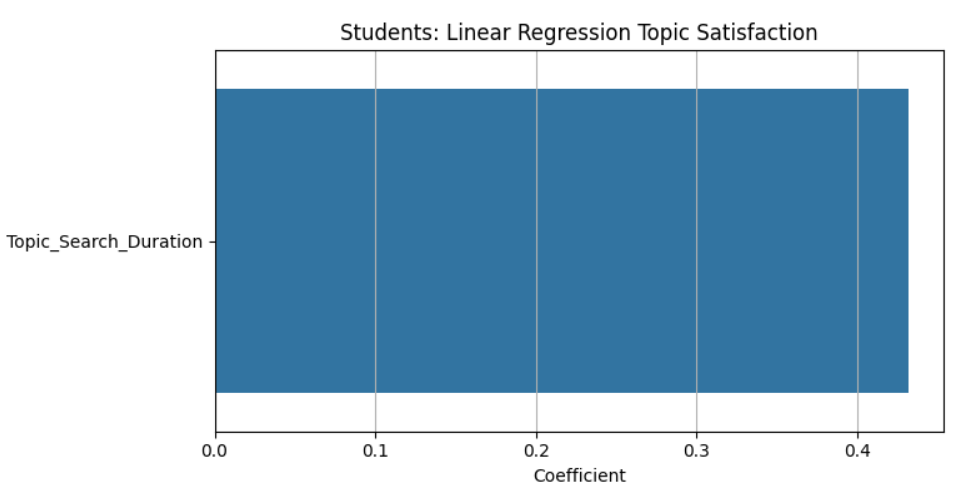 Students: Linear Regression Topic Satisfaction
Topic_Search_Duration
0.0 0.1 0.2 0.3 0.4
Coefficient